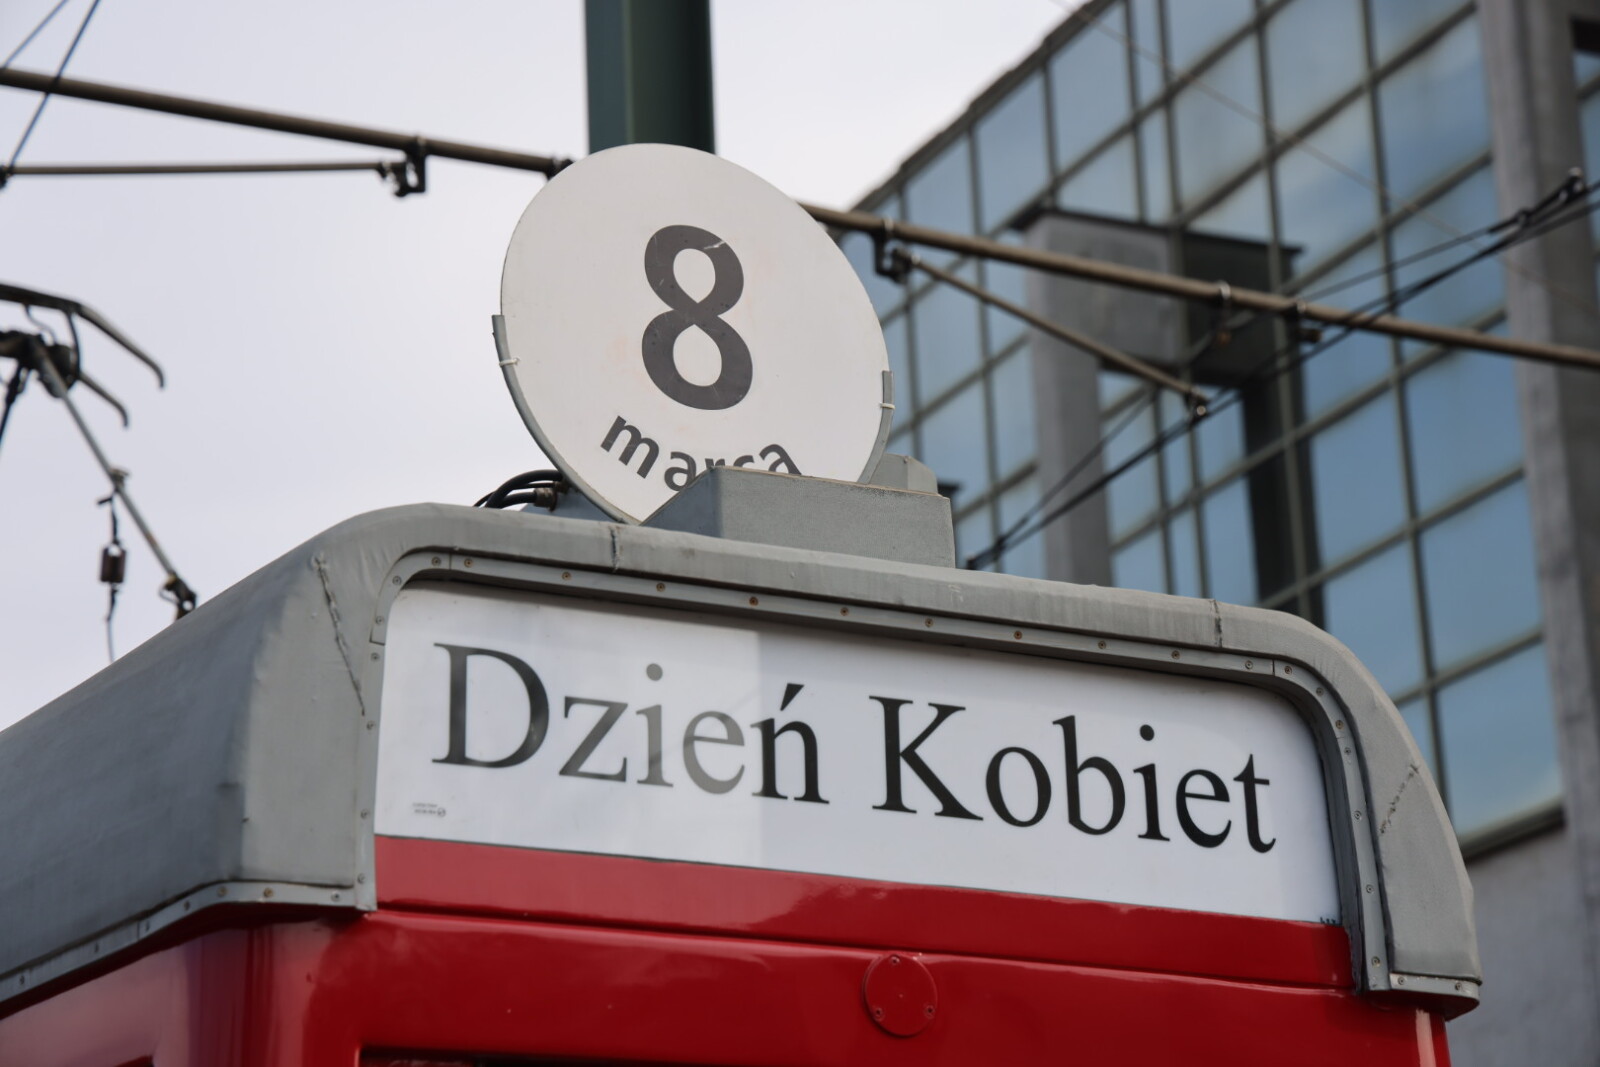 8
marca
Dzień Kobiet